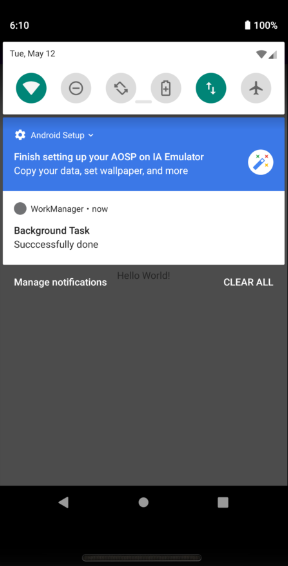 6:10
100%
Tue, May 12
Android Setup
Finish setting up your AOSP on IA Emulator
Copy your data, set wallpaper, and more
WorkManager • now
Background Task
Succcessfully done
Hello World!
Manage notifications
CLEAR ALL